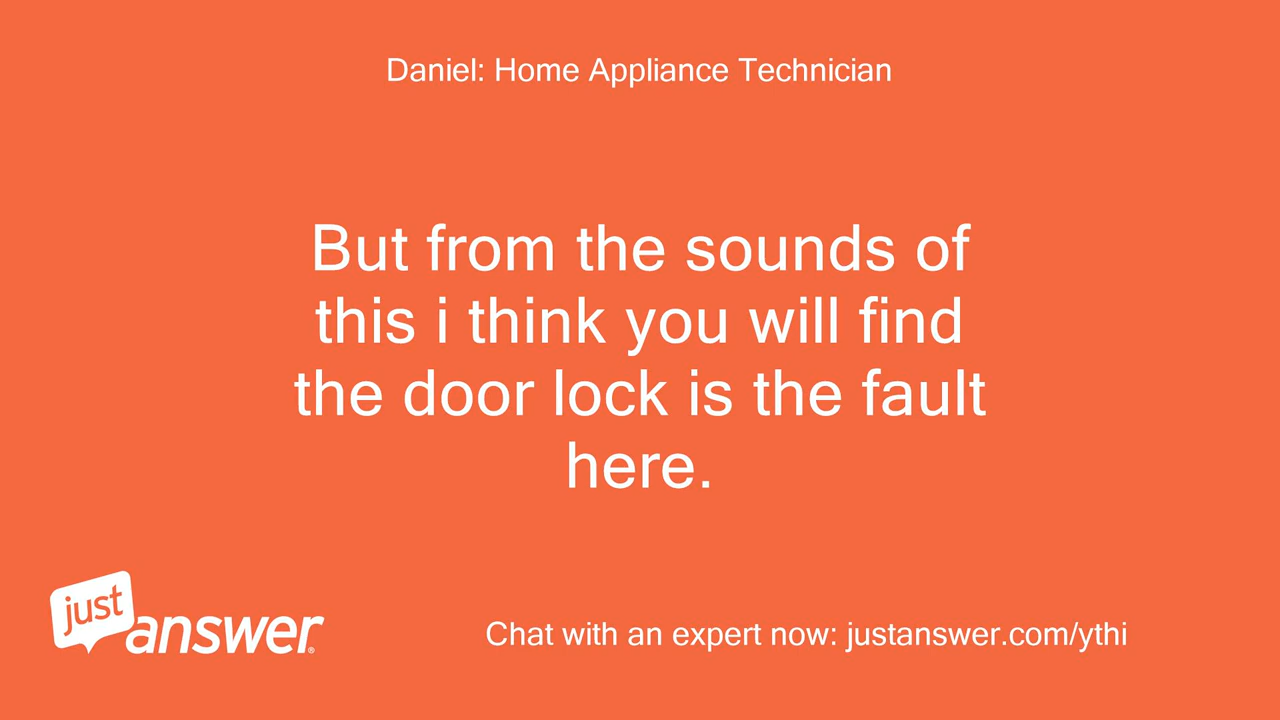 Daniel: Home Appliance Technician
But from the sounds of
this i think you will find
the door lock is the fault
here.
just
answer®
Chat with an expert now: justanswer.com/ythi